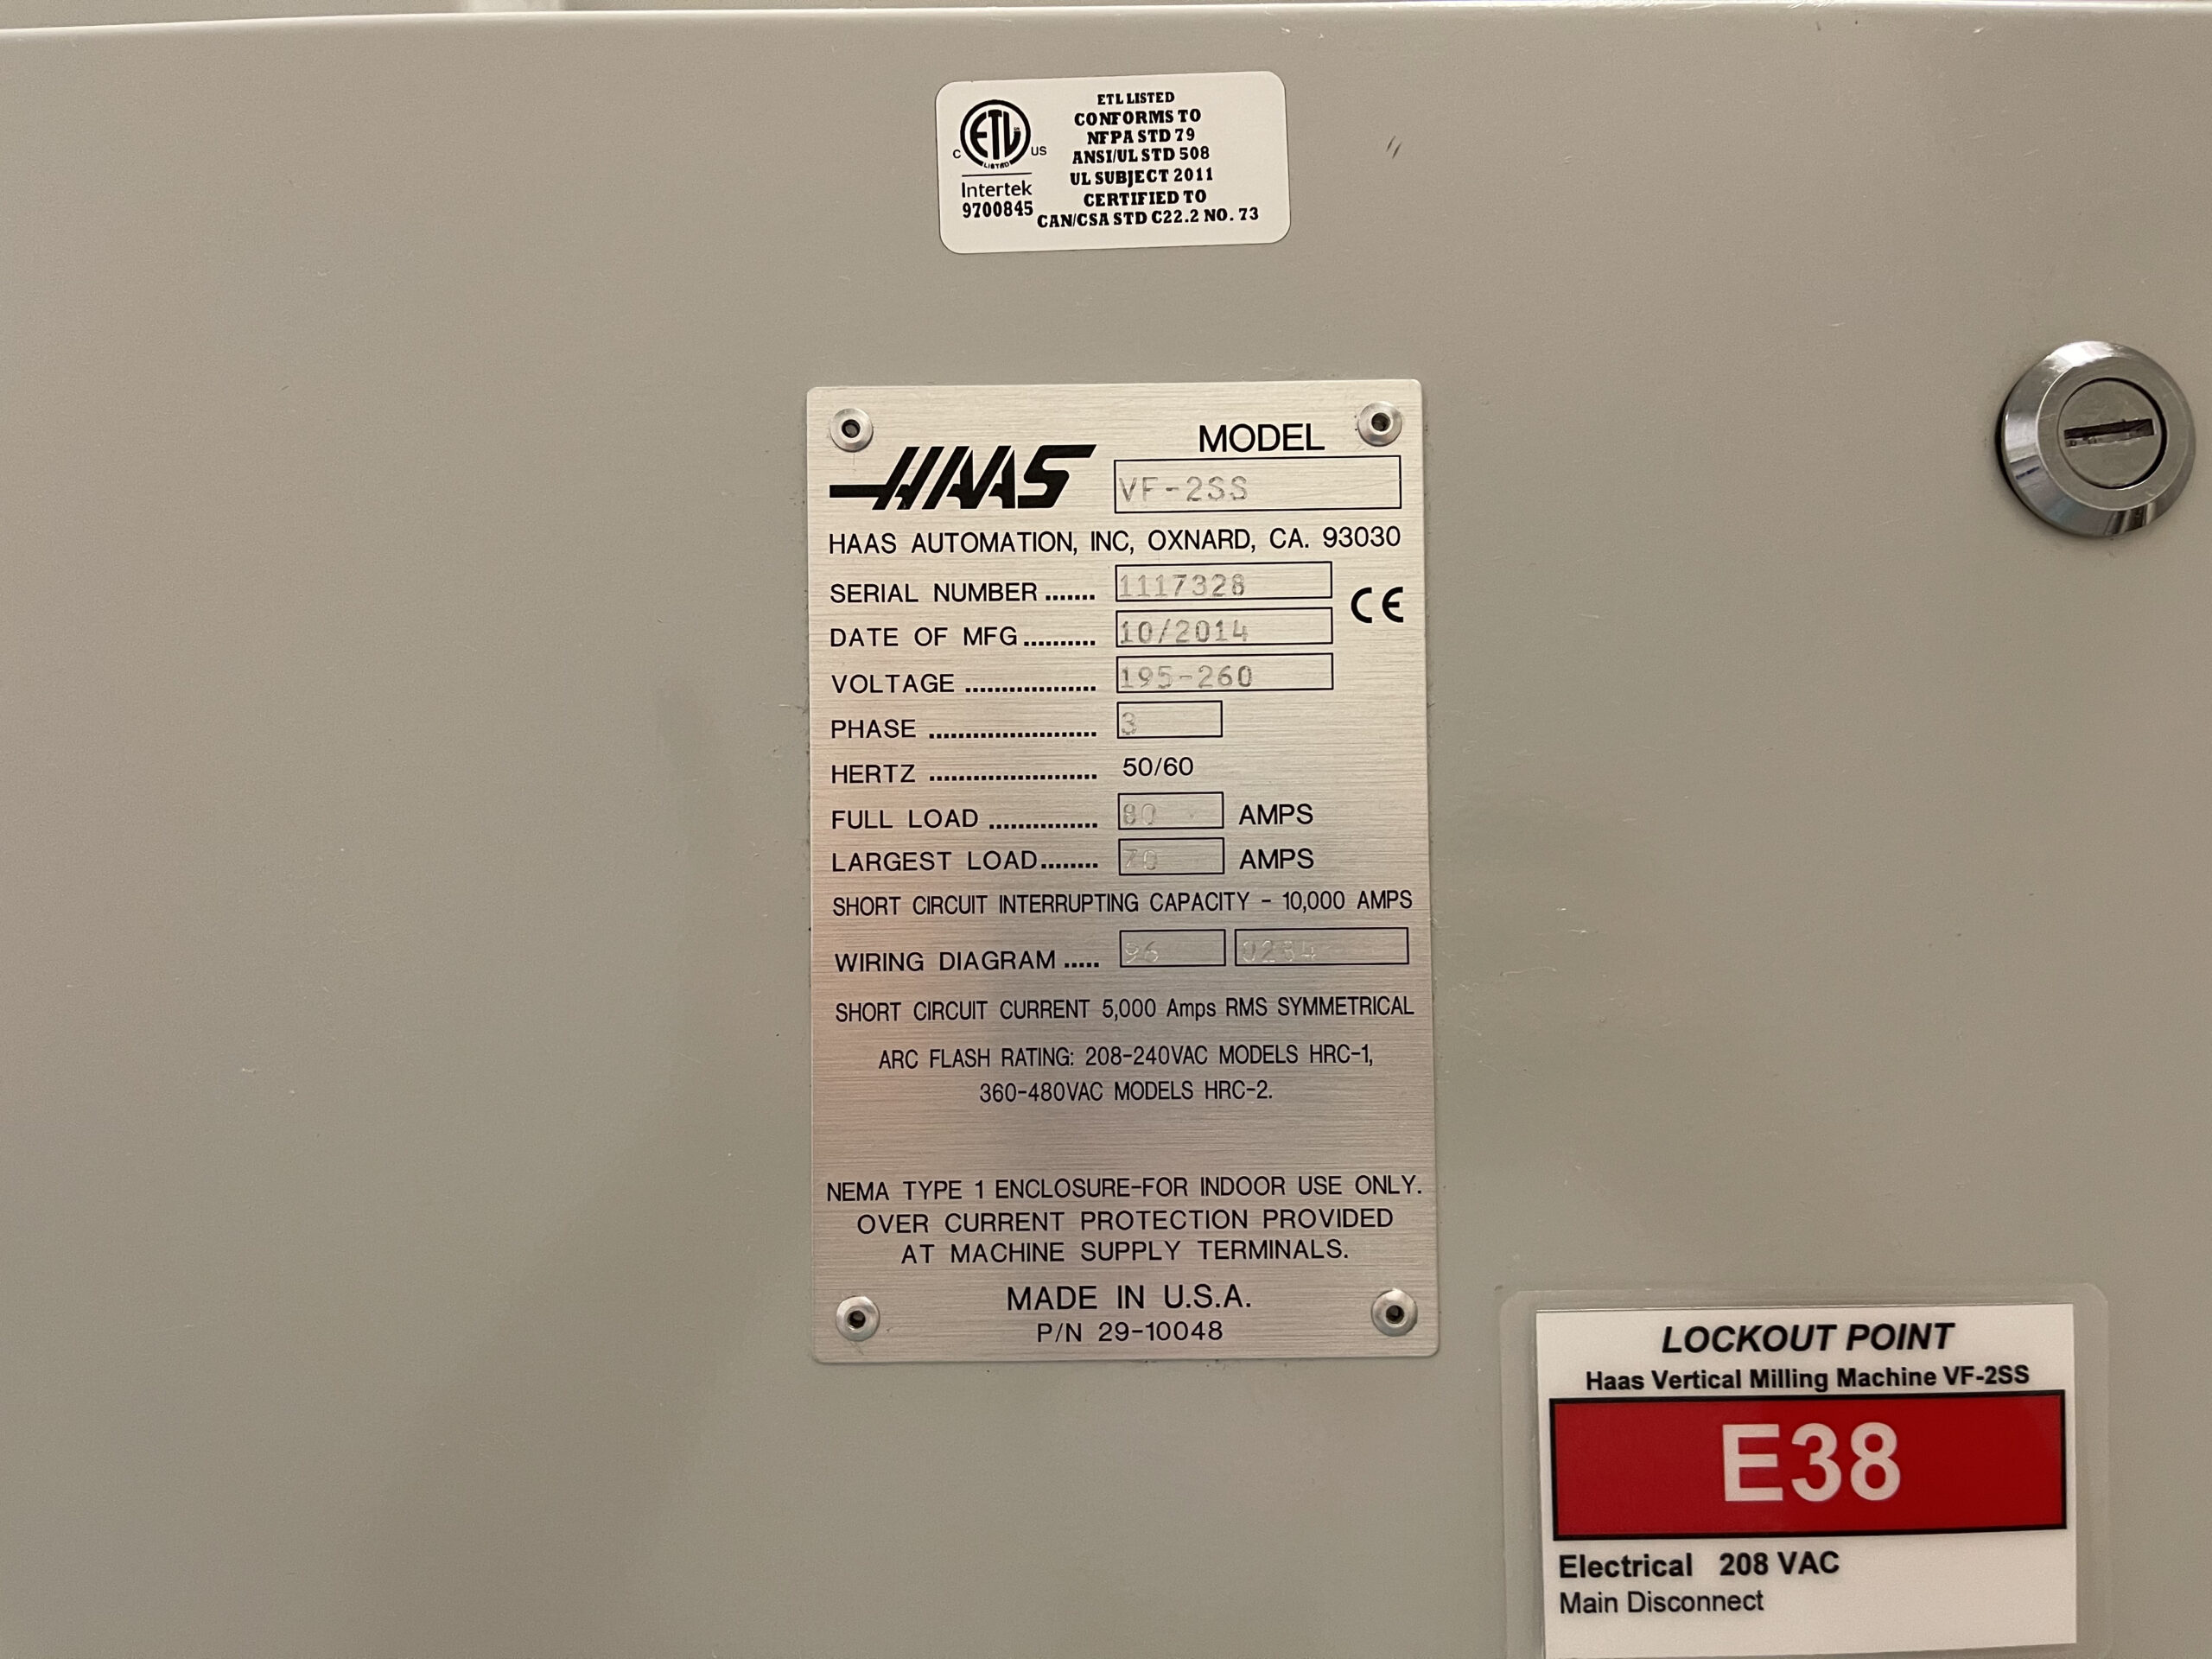 ETL LISTED
CONFORMS TO
NFPA STD 79
ANSI/UL STD 508
UL SUBJECT 2011
CERTIFIED TO
CAN/CSA STD C22.2 NO. 73
ETL
LISTED
C US
Intertek
9700845
HAAS
MODEL
VF-2SS
HAAS AUTOMATION, INC, OXNARD, CA. 93030
SERIAL NUMBER ....... 1117328
CE
DATE OF MFG .......... 10/2014
VOLTAGE .................. 195-260
PHASE ....................... 3
HERTZ ....................... 50/60
FULL LOAD ............... 80 AMPS
LARGEST LOAD........ 70 AMPS
SHORT CIRCUIT INTERRUPTING CAPACITY - 10,000 AMPS
WIRING DIAGRAM ..... 96
SHORT CIRCUIT CURRENT 5,000 Amps RMS SYMMETRICAL
ARC FLASH RATING: 208-240VAC MODELS HRC-1,
360-480VAC MODELS HRC-2.
NEMA TYPE 1 ENCLOSURE-FOR INDOOR USE ONLY.
OVER CURRENT PROTECTION PROVIDED
AT MACHINE SUPPLY TERMINALS.
MADE IN U.S.A.
P/N 29-10048
LOCKOUT POINT
Haas Vertical Milling Machine VF-2SS
E38
Electrical 208 VAC
Main Disconnect